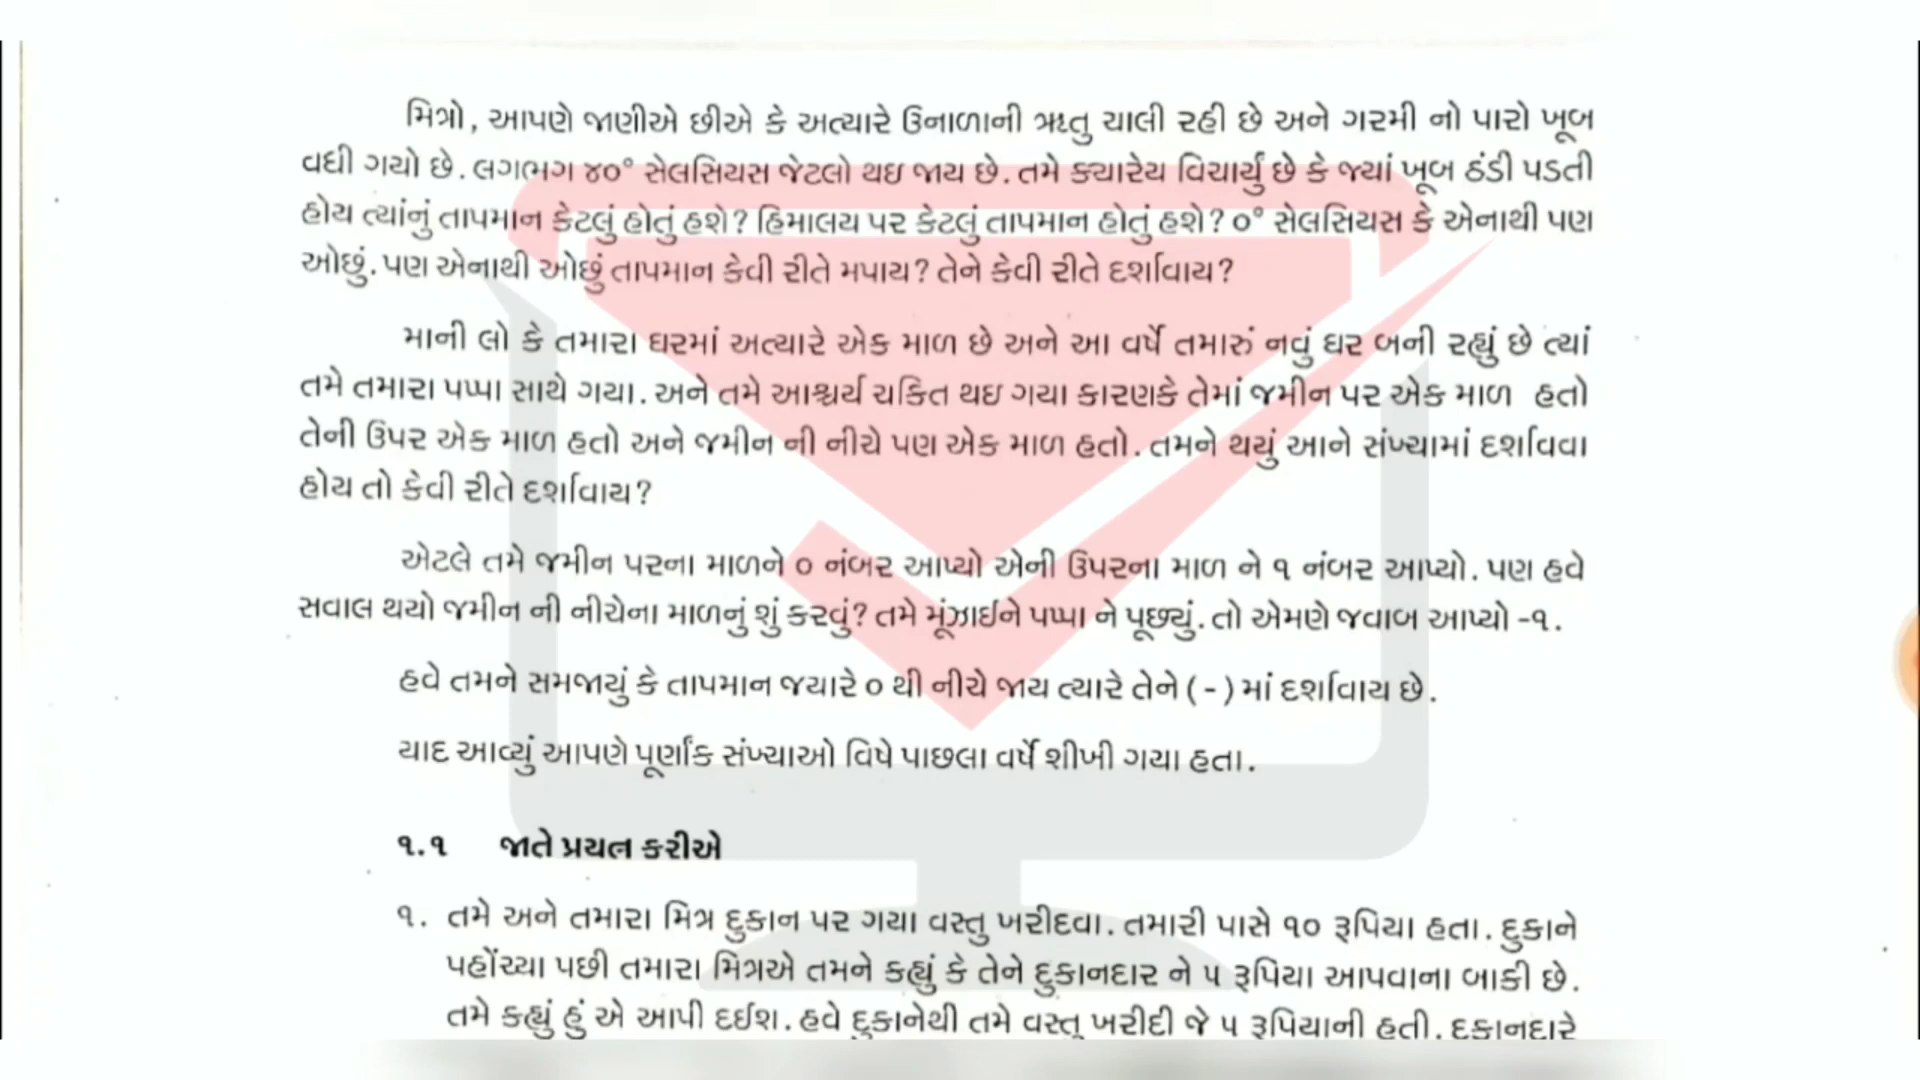 મિત્રો, આપણે જાણીએ છીએ કે અત્યારે ઉનાળાની ઋતુ ચાલી રહી છે અને ગરમી નો પારો ખૂબ
વધી ગયો છે. લગભગ ૪૦° સેલસિયસ જેટલો થઇ જાય છે. તમે ક્યારેય વિચાર્યું છે કે જ્યાં ખૂબ ઠંડી પડતી
હોય ત્યાંનું તાપમાન કેટલું હોતું હશે? હિમાલય પર કેટલું તાપમાન હોતું હશે? ૦° સેલસિયસ કે એનાથી પણ
ઓછું. પણ એનાથી ઓછું તાપમાન કેવી રીતે મપાય? તેને કેવી રીતે દર્શાવાય?
માની લો કે તમારા ઘરમાં અત્યારે એક માળ છે અને આ વર્ષે તમારું નવું ઘર બની રહ્યું છે ત્યાં
તમે તમારા પપ્પા સાથે ગયા. અને તમે આશ્ચર્ય ચકિત થઇ ગયા કારણકે તેમાં જમીન પર એક માળ હતો
તેની ઉપર એક માળ હતો અને જમીન ની નીચે પણ એક માળ હતો. તમને થયું આને સંખ્યામાં દર્શાવવા
હોય તો કેવી રીતે દર્શાવાય?
એટલે તમે જમીન પરના માળને ૦ નંબર આપ્યો એની ઉપરના માળ ને ૧ નંબર આપ્યો. પણ હવે
સવાલ થયો જમીન ની નીચેના માળનું શું કરવું? તમે મૂંઝાઈને પપ્પા ને પૂછ્યું. તો એમણે જવાબ આપ્યો -૧.
હવે તમને સમજાયું કે તાપમાન જયારે ૦ થી નીચે જાય ત્યારે તેને ( - ) માં દર્શાવાય છે.
યાદ આવ્યું આપણે પૂર્ણાંક સંખ્યાઓ વિષે પાછલા વર્ષે શીખી ગયા હતા.
૧.૧ જાતે પ્રયત્ન કરીએ
૧. તમે અને તમારા મિત્ર દુકાન પર ગયા વસ્તુ ખરીદવા. તમારી પાસે ૧૦ રૂપિયા હતા. દુકાને
પહોંચ્યા પછી તમારા મિત્રએ તમને કહ્યું કે તેને દુકાનદાર ને ૫ રૂપિયા આપવાના બાકી છે.
તમે કહ્યું હું એ આપી દઈશ. હવે દુકાનેથી તમે વસ્તુ ખરીદી જે ૫ રૂપિયાની હતી. દુકાનદારે